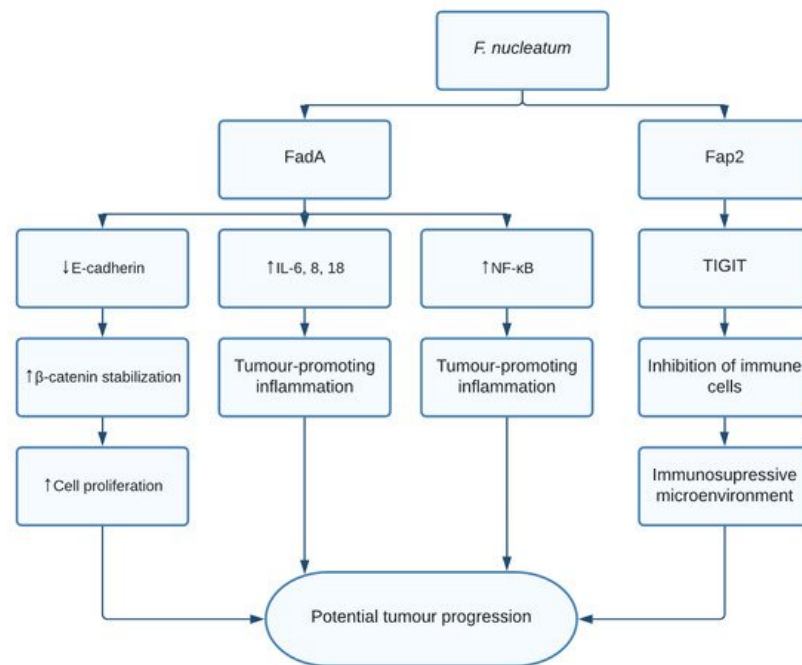 F. nucleatum
FadA
Fap2
↓E-cadherin
↑IL-6, 8, 18
↑NF-κB
TIGIT
↑β-catenin stabilization
Tumour-promoting
inflammation
Tumour-promoting
inflammation
Inhibition of immune
cells
↑Cell proliferation
Immunosupressive
microenvironment
Potential tumour progression